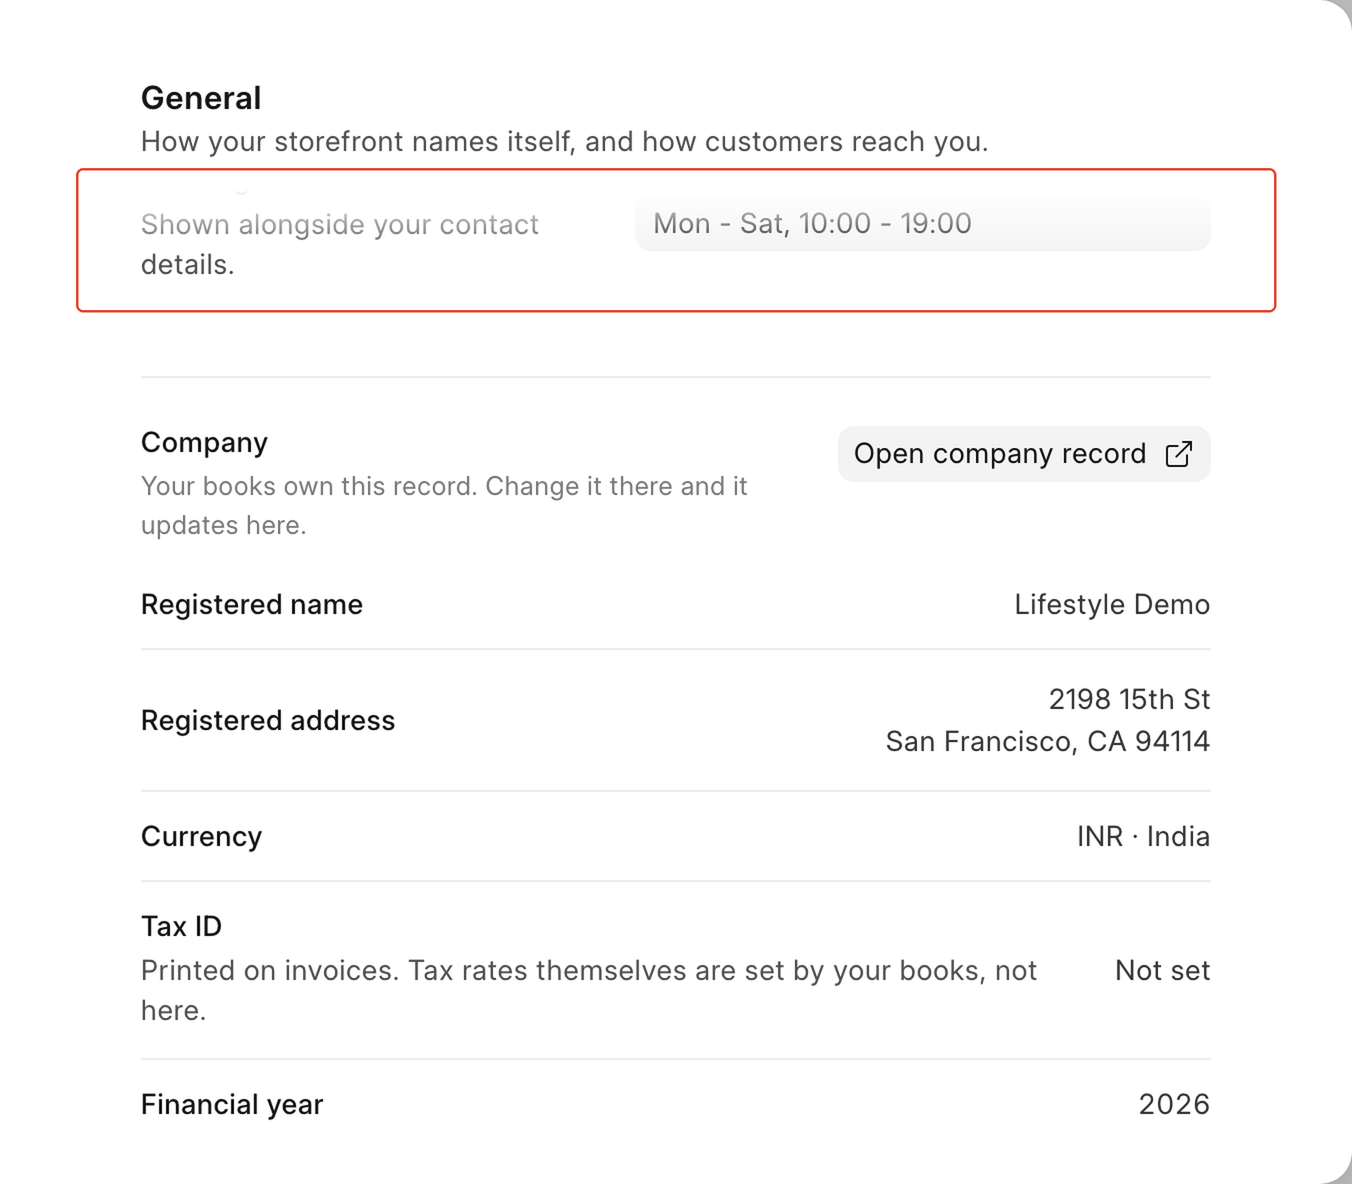 General
How your storefront names itself, and how customers reach you.
Shown alongside your contact
details.
Mon - Sat, 10:00 - 19:00
Company
Open company record
Your books own this record. Change it there and it
updates here.
Registered name
Lifestyle Demo
Registered address
2198 15th St
San Francisco, CA 94114
Currency
INR · India
Tax ID
Printed on invoices. Tax rates themselves are set by your books, not
here.
Not set
Financial year
2026